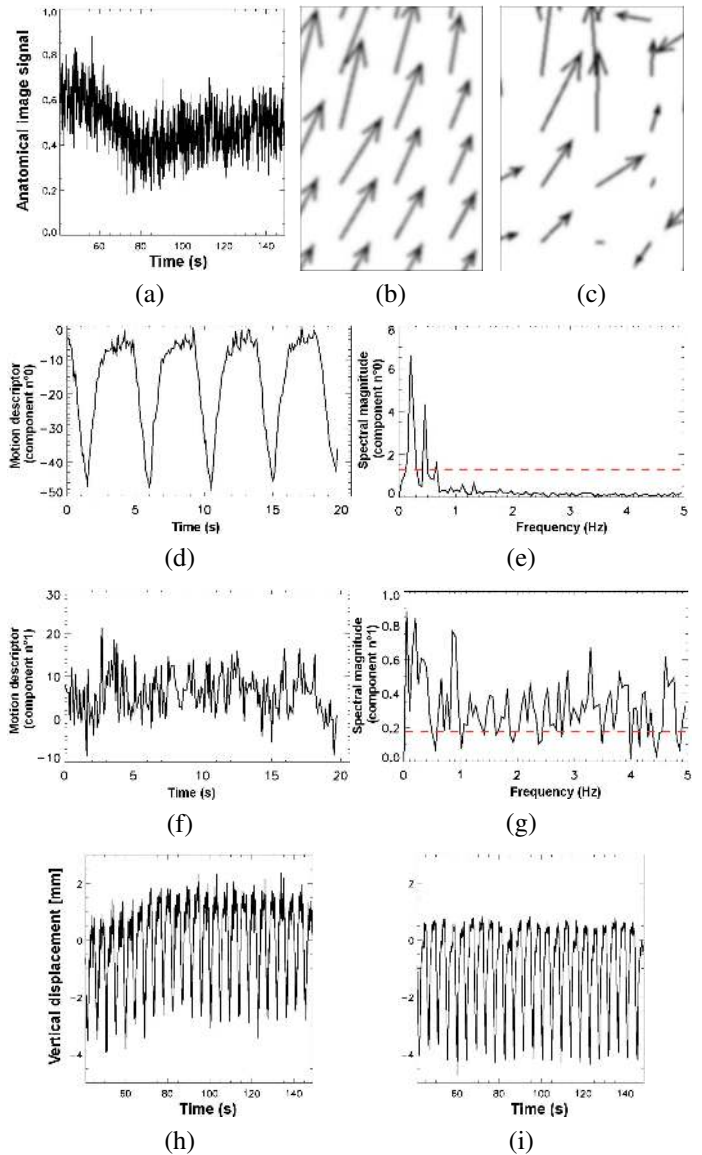 Anatomical image signal
1.0
0.8
0.6
0.4
0.2
0.0
60 80 100 120 140
Time (s)
(a) (b) (c)
Motion descriptor
(component n°0)
0
-10
-20
-30
-40
-50
0 5 10 15 20
Time (s)
Spectral magnitude
(component n°0)
8
6
4
2
0
0 1 2 3 4 5
Frequency (Hz)
(d) (e)
Motion descriptor
(component n°1)
30
20
10
0
-10
0 5 10 15 20
Time (s)
Spectral magnitude
(component n°1)
1.0
0.8
0.6
0.4
0.2
0.0
0 1 2 3 4 5
Frequency (Hz)
(f) (g)
Vertical displacement [mm]
2
0
-2
-4
60 80 100 120 140
Time (s)
2
0
-2
-4
60 80 100 120 140
Time (s)
(h) (i)